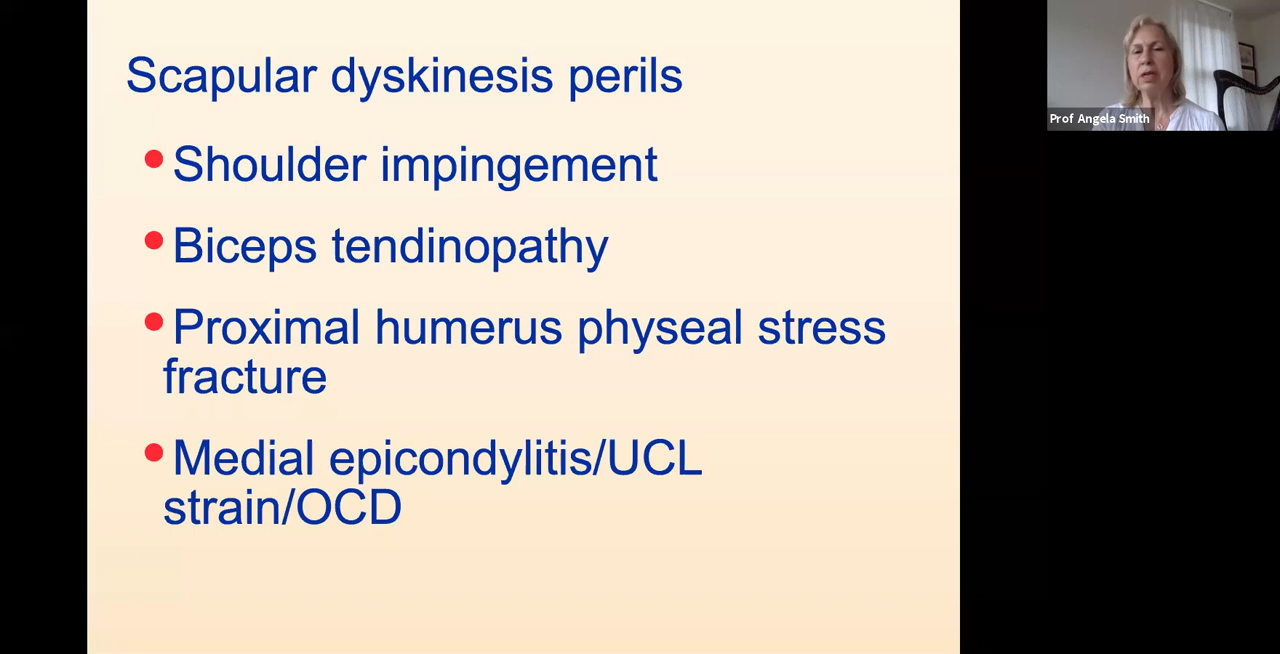 Scapular dyskinesis perils
Prof Angela Smith
• Shoulder impingement
• Biceps tendinopathy
• Proximal humerus physeal stress
fracture
• Medial epicondylitis/UCL
strain/OCD